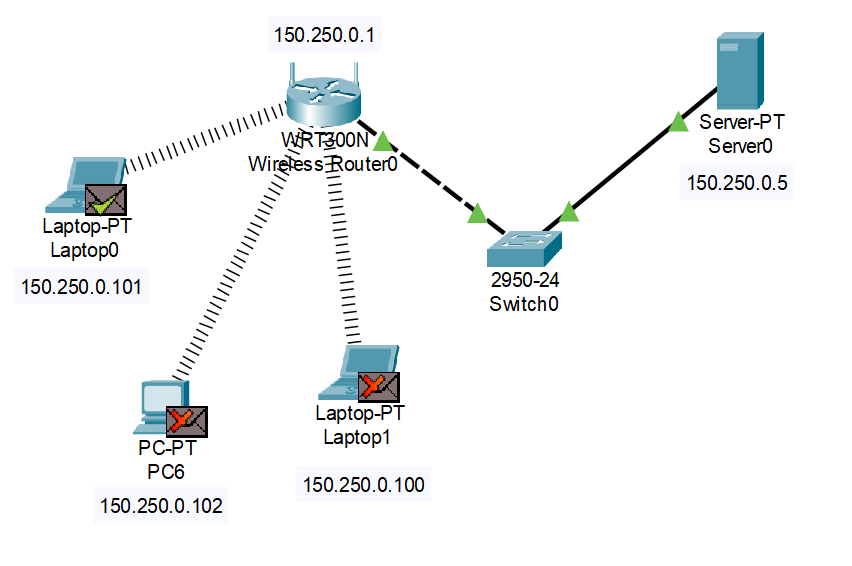 150.250.0.1
WRT300N
Wireless Router0
Server-PT
Server0
150.250.0.5
Laptop-PT
Laptop0
150.250.0.101
2950-24
Switch0
Laptop-PT
Laptop1
150.250.0.100
PC-PT
PC6
150.250.0.102